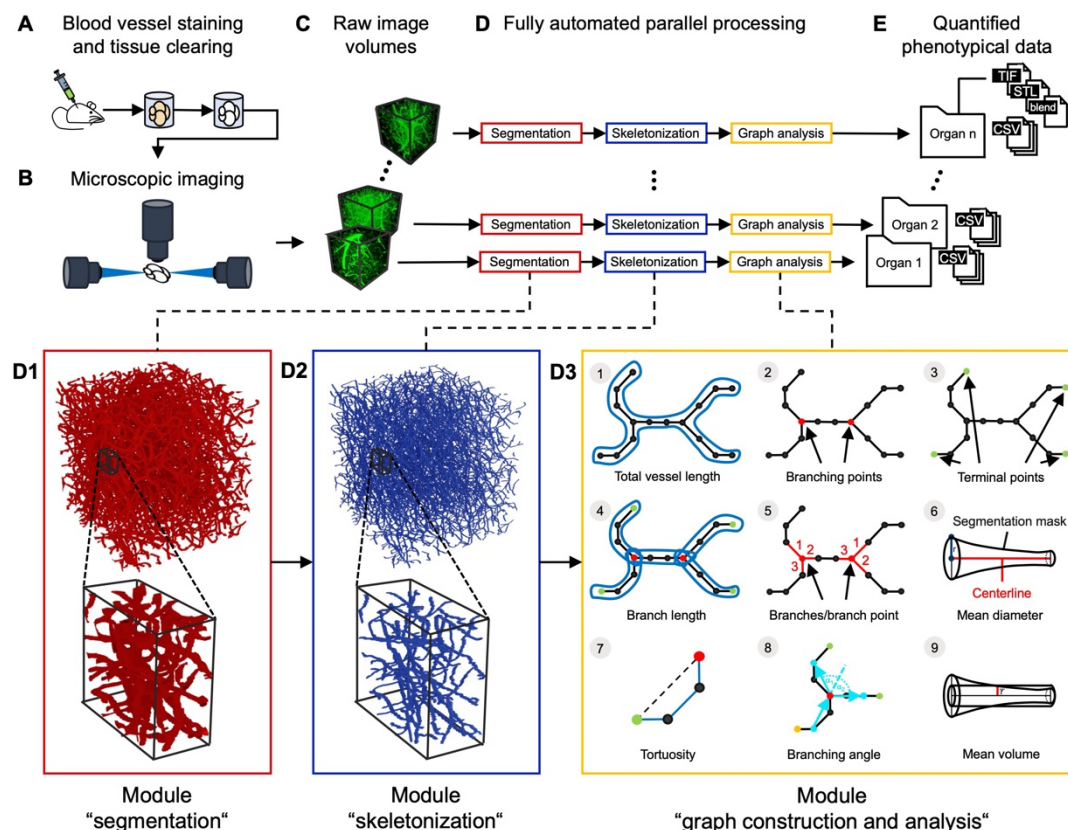 A
Blood vessel staining
and tissue clearing
B
Microscopic imaging
C
Raw image
volumes
D
Fully automated parallel processing
Segmentation
Skeletonization
Graph analysis
Segmentation
Skeletonization
Graph analysis
Segmentation
Skeletonization
Graph analysis
E
Quantified
phenotypical data
TIF
STL
blend
Organ n
CSV
Organ 2
CSV
Organ 1
CSV
D1
Module
“segmentation“
D2
Module
“skeletonization“
D3
1
Total vessel length
2
Branching points
3
Terminal points
4
Branch length
5
1
2
3
3
1
2
Branches/branch point
6
Segmentation mask
r
Centerline
Mean diameter
7
Tortuosity
8
Branching angle
9
r
Mean volume
Module
“graph construction and analysis“